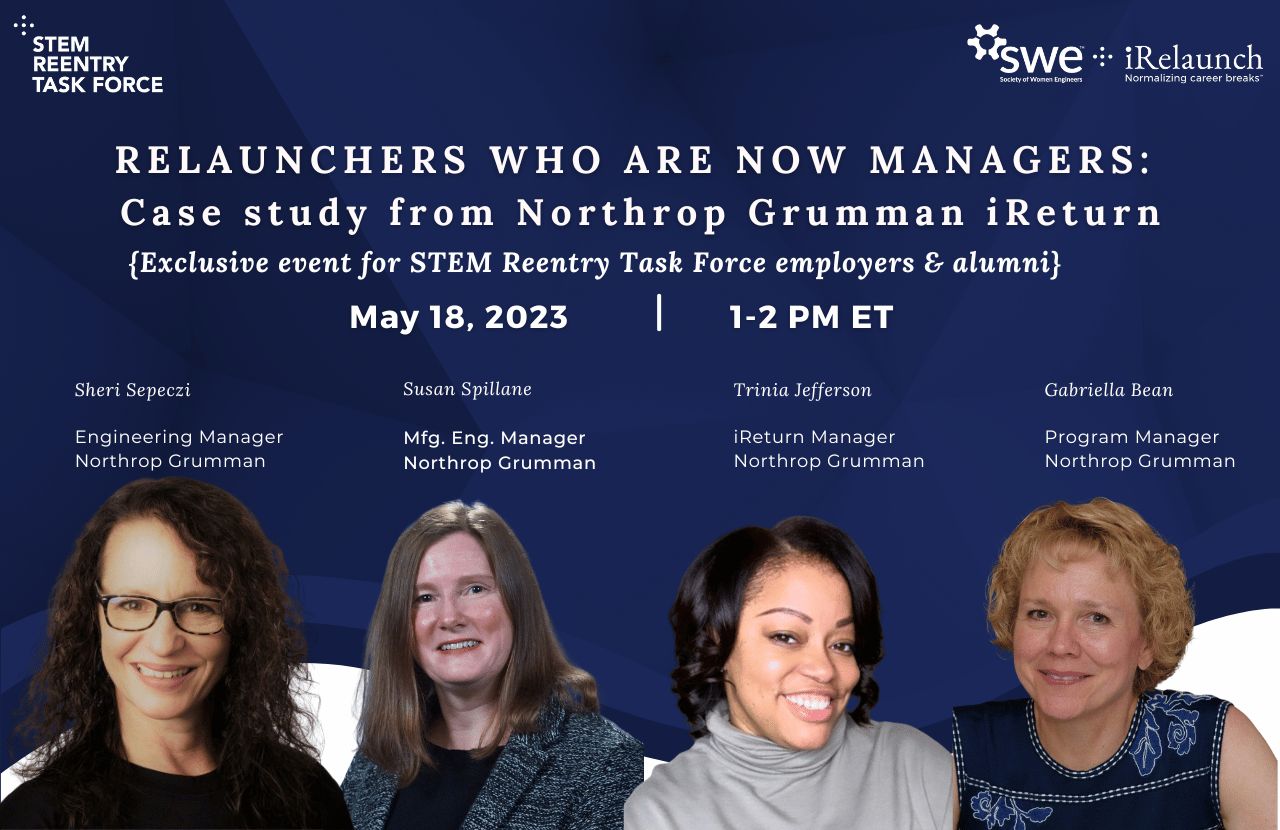 STEM
REENTRY
TASK FORCE
swe
Society of Women Engineers
iRelaunch
Normalizing career breaks™
RELAUNCHERS WHO ARE NOW MANAGERS:
Case study from Northrop Grumman iReturn
{Exclusive event for STEM Reentry Task Force employers & alumni}
May 18, 2023 | 1-2 PM ET
Sheri Sepeczi
Engineering Manager
Northrop Grumman
Susan Spillane
Mfg. Eng. Manager
Northrop Grumman
Trinia Jefferson
iReturn Manager
Northrop Grumman
Gabriella Bean
Program Manager
Northrop Grumman